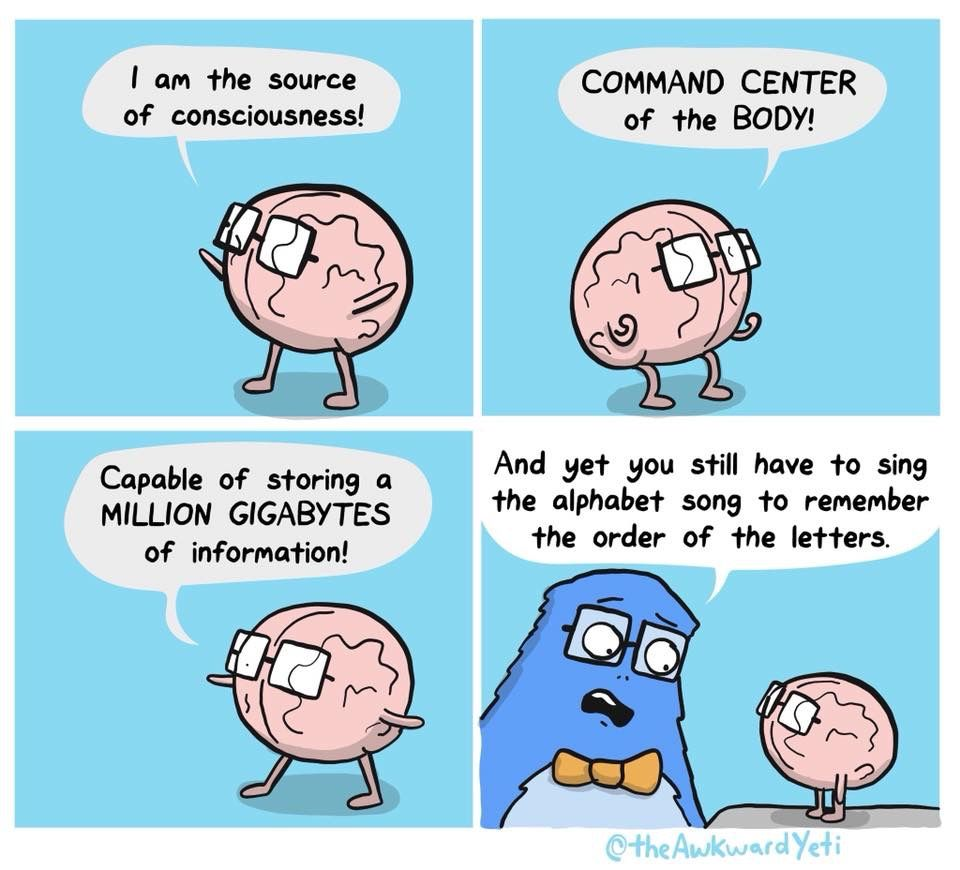 I am the source
of consciousness!
COMMAND CENTER
of the BODY!
Capable of storing a
MILLION GIGABYTES
of information!
And yet you still have to sing
the alphabet song to remember
the order of the letters.
@theAwkwardYeti